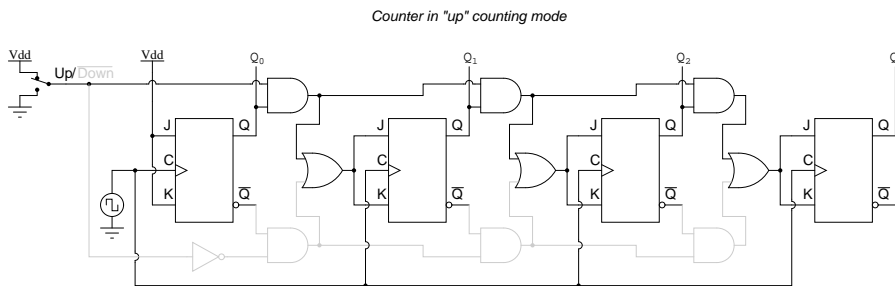 Counter in "up" counting mode
Vdd Vdd Q0 Q1 Q2 Q
Up/Down
J Q J Q J Q J Q
C C C C
K Q K Q K Q K Q